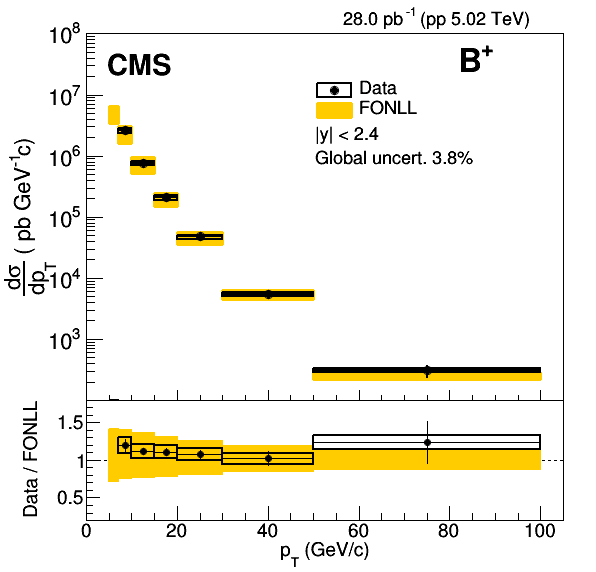 28.0 pb⁻¹ (pp 5.02 TeV)
CMS
B⁺
Data
FONLL
|y| < 2.4
Global uncert. 3.8%
10⁸
10⁷
10⁶
10⁵
10⁴
10³
dσ/dp_T ( pb GeV⁻¹c)
1.5
1
0.5
Data / FONLL
0 20 40 60 80 100
p_T (GeV/c)